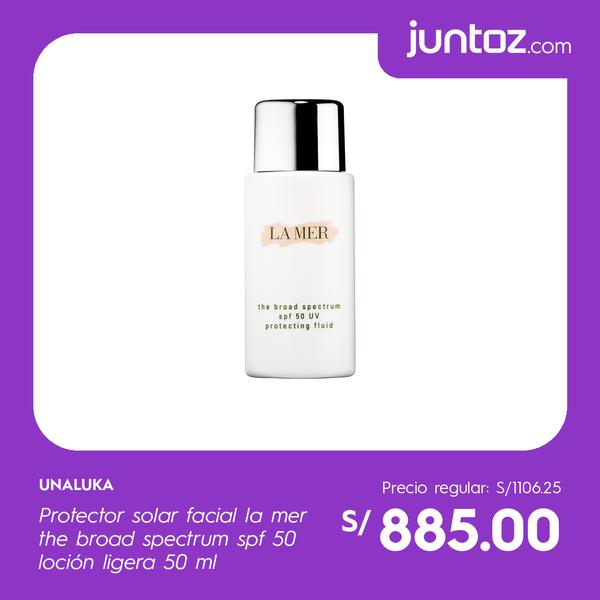 juntoz.com
LA MER
the broad spectrum
spf 50 UV
protecting fluid
UNALUKA
Protector solar facial la mer
the broad spectrum spf 50
loción ligera 50 ml
Precio regular: S/1106.25
S/ 885.00